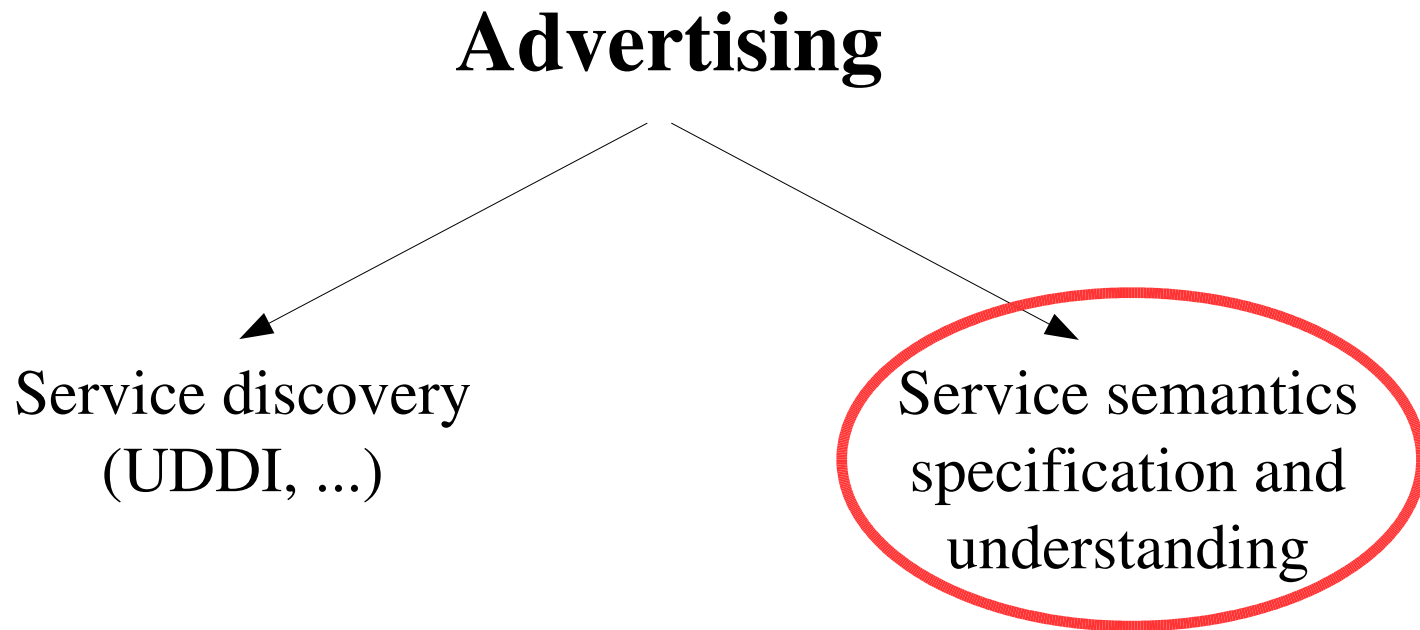 Advertising
Service discovery
(UDDI, ...)
Service semantics
specification and
understanding